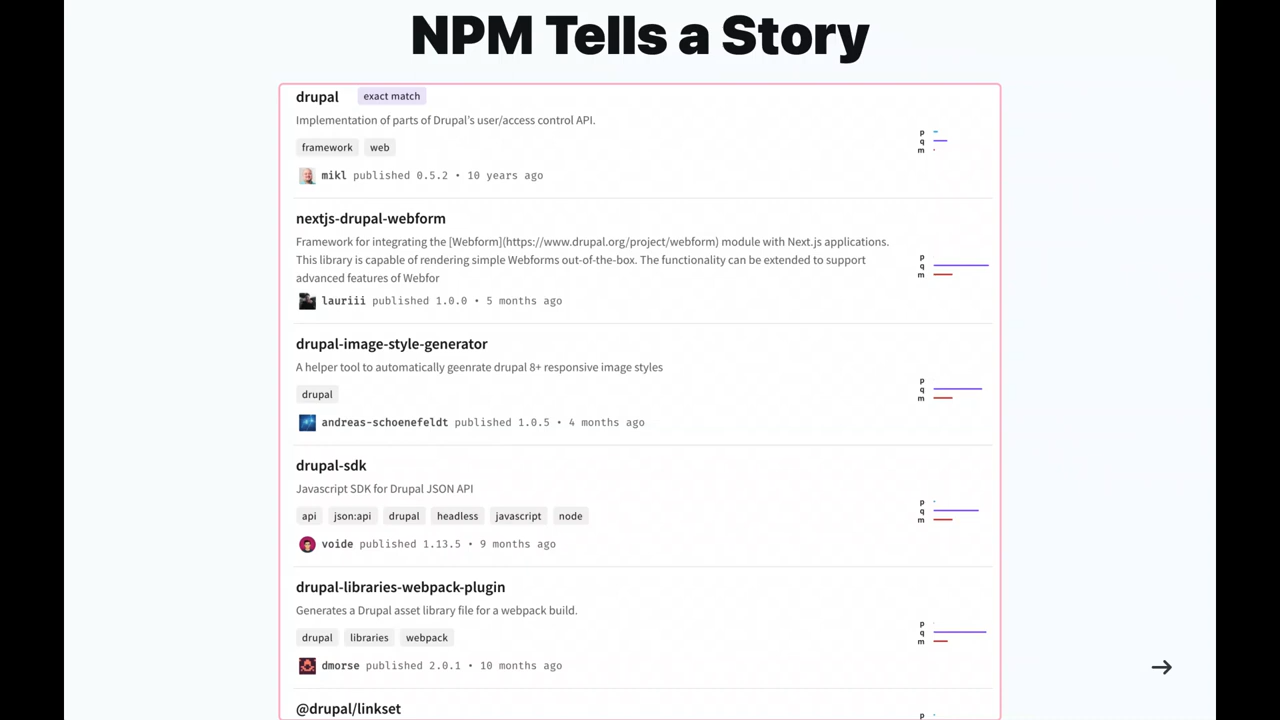 NPM Tells a Story
drupal exact match
Implementation of parts of Drupal's user/access control API.
framework web
mikl published 0.5.2 • 10 years ago
p
q
m
nextjs-drupal-webform
Framework for integrating the [Webform](https://www.drupal.org/project/webform) module with Next.js applications.
This library is capable of rendering simple Webforms out-of-the-box. The functionality can be extended to support
advanced features of Webfor
lauriii published 1.0.0 • 5 months ago
p
q
m
drupal-image-style-generator
A helper tool to automatically geenrate drupal 8+ responsive image styles
drupal
andreas-schoenefeldt published 1.0.5 • 4 months ago
p
q
m
drupal-sdk
Javascript SDK for Drupal JSON API
api json:api drupal headless javascript node
voide published 1.13.5 • 9 months ago
p
q
m
drupal-libraries-webpack-plugin
Generates a Drupal asset library file for a webpack build.
drupal libraries webpack
dmorse published 2.0.1 • 10 months ago
p
q
m
@drupal/linkset
p